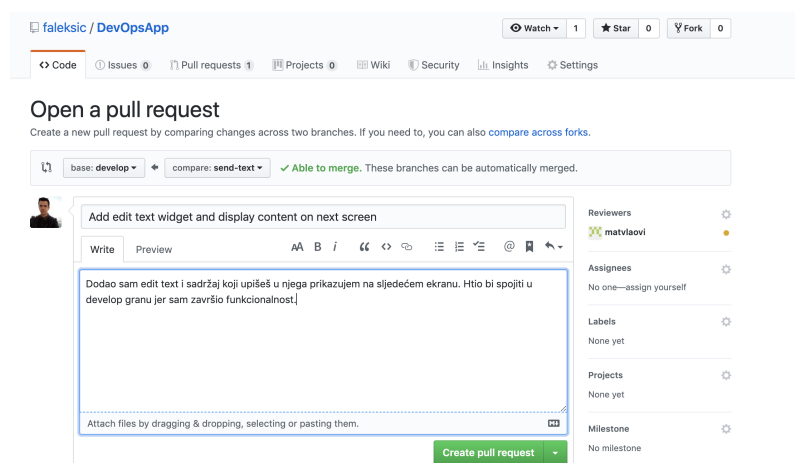 faleksic / DevOpsApp
Watch 1 Star 0 Fork 0
Code Issues 0 Pull requests 1 Projects 0 Wiki Security Insights Settings
Open a pull request
Create a new pull request by comparing changes across two branches. If you need to, you can also compare across forks.
base: develop compare: send-text Able to merge. These branches can be automatically merged.
Add edit text widget and display content on next screen
Write Preview
AA B i
Dodao sam edit text i sadržaj koji upišeš u njega prikazujem na sljedećem ekranu. Htio bi spojiti u
develop granu jer sam završio funkcionalnost.
Attach files by dragging & dropping, selecting or pasting them.
Create pull request
Reviewers
matvlaovi
Assignees
No one—assign yourself
Labels
None yet
Projects
None yet
Milestone
No milestone